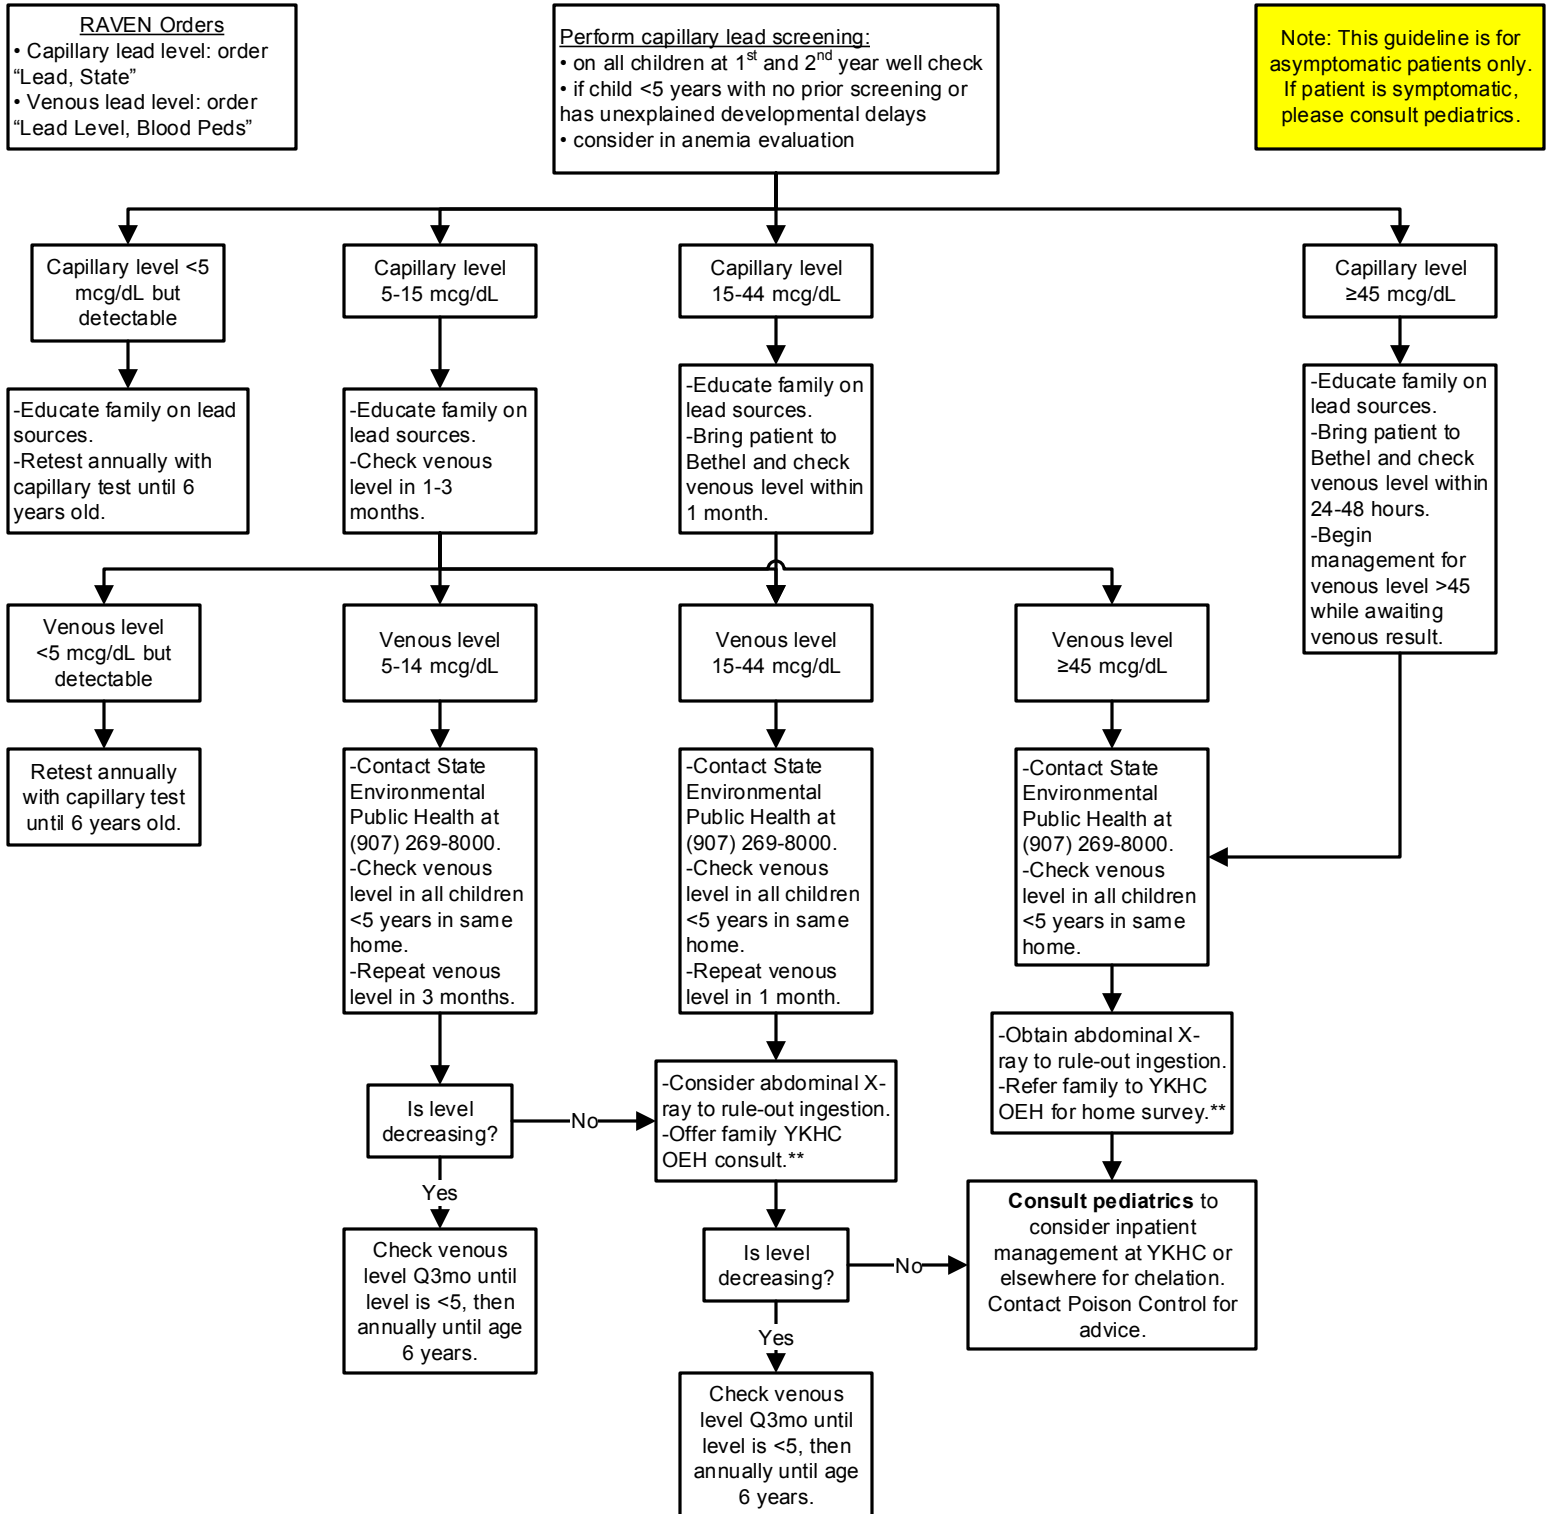 RAVEN Orders
• Capillary lead level: order
“Lead, State”
• Venous lead level: order
“Lead Level, Blood Peds”
Perform capillary lead screening:
• on all children at 1st and 2nd year well check
• if child <5 years with no prior screening or
has unexplained developmental delays
• consider in anemia evaluation
Note: This guideline is for
asymptomatic patients only.
If patient is symptomatic,
please consult pediatrics.
Capillary level <5
mcg/dL but
detectable
Capillary level
5-15 mcg/dL
Capillary level
15-44 mcg/dL
Capillary level
≥45 mcg/dL
-Educate family on lead
sources.
-Retest annually with
capillary test until 6
years old.
-Educate family on
lead sources.
-Check venous
level in 1-3
months.
-Educate family on
lead sources.
-Bring patient to
Bethel and check
venous level within
1 month.
-Educate family on
lead sources.
-Bring patient to
Bethel and check
venous level within
24-48 hours.
-Begin
management for
venous level >45
while awaiting
venous result.
Venous level
<5 mcg/dL but
detectable
Venous level
5-14 mcg/dL
Venous level
15-44 mcg/dL
Venous level
≥45 mcg/dL
Retest annually
with capillary test
until 6 years old.
-Contact State
Environmental
Public Health at
(907) 269-8000.
-Check venous
level in all children
<5 years in same
home.
-Repeat venous
level in 3 months.
-Contact State
Environmental
Public Health at
(907) 269-8000.
-Check venous
level in all children
<5 years in same
home.
-Repeat venous
level in 1 month.
-Contact State
Environmental
Public Health at
(907) 269-8000.
-Check venous
level in all children
<5 years in same
home.
Is level
decreasing?
No
-Consider abdominal X-
ray to rule-out ingestion.
-Offer family YKHC
OEH consult.**
-Obtain abdominal X-
ray to rule-out ingestion.
-Refer family to YKHC
OEH for home survey.**
Yes
Check venous
level Q3mo until
level is <5, then
annually until age
6 years.
Is level
decreasing?
No
Consult pediatrics to
consider inpatient
management at YKHC or
elsewhere for chelation.
Contact Poison Control for
advice.
Yes
Check venous
level Q3mo until
level is <5, then
annually until age
6 years.